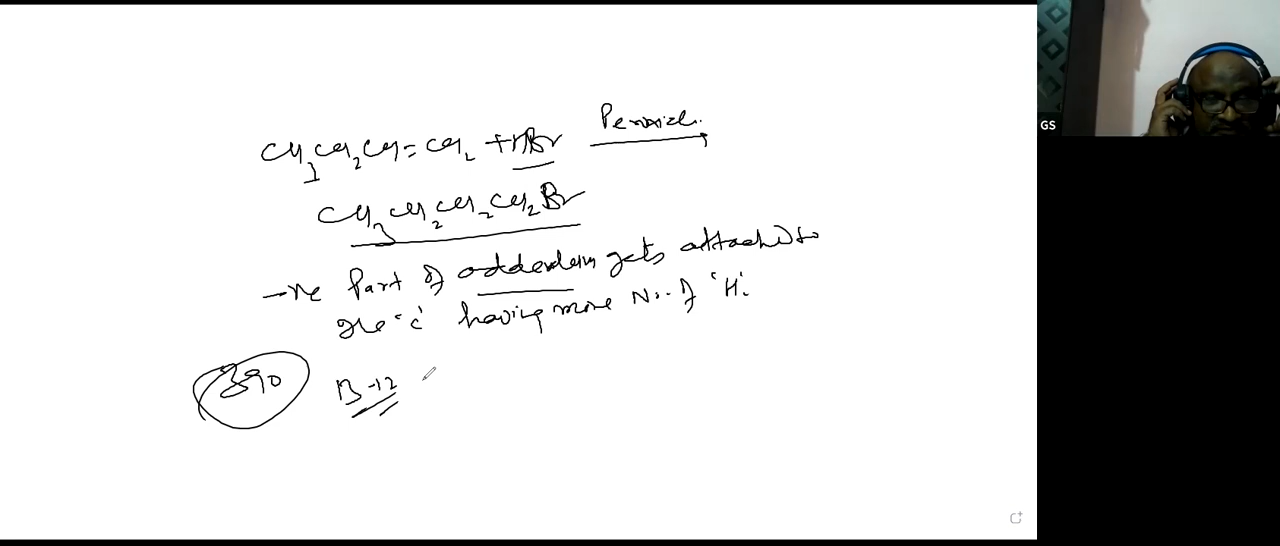 CH3CH2CH=CH2 + HBr Peroxide
CH3CH2CH2CH2Br
-ve Part of addendum gets attached to
the 'C' having more No. of 'H'.
390 B-12
GS